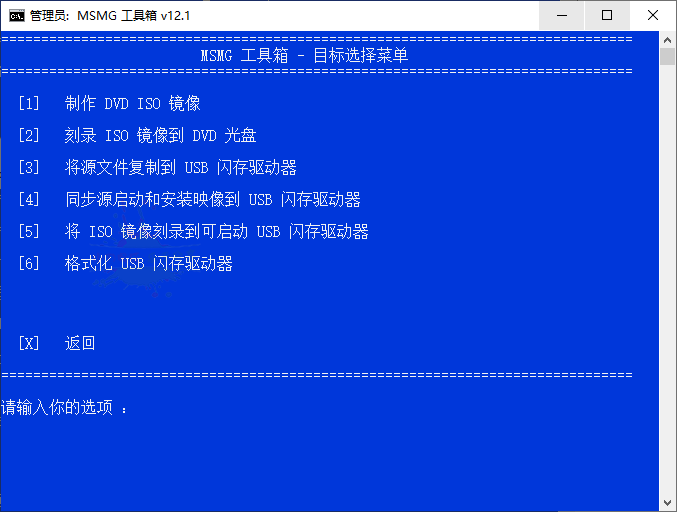 管理员: MSMG 工具箱 v12.1
===============================================================================
MSMG 工具箱 - 目标选择菜单
===============================================================================
[1] 制作 DVD ISO 镜像
[2] 刻录 ISO 镜像到 DVD 光盘
[3] 将源文件复制到 USB 闪存驱动器
[4] 同步源启动和安装映像到 USB 闪存驱动器
[5] 将 ISO 镜像刻录到可启动 USB 闪存驱动器
[6] 格式化 USB 闪存驱动器
[X] 返回
===============================================================================
请输入你的选项 :